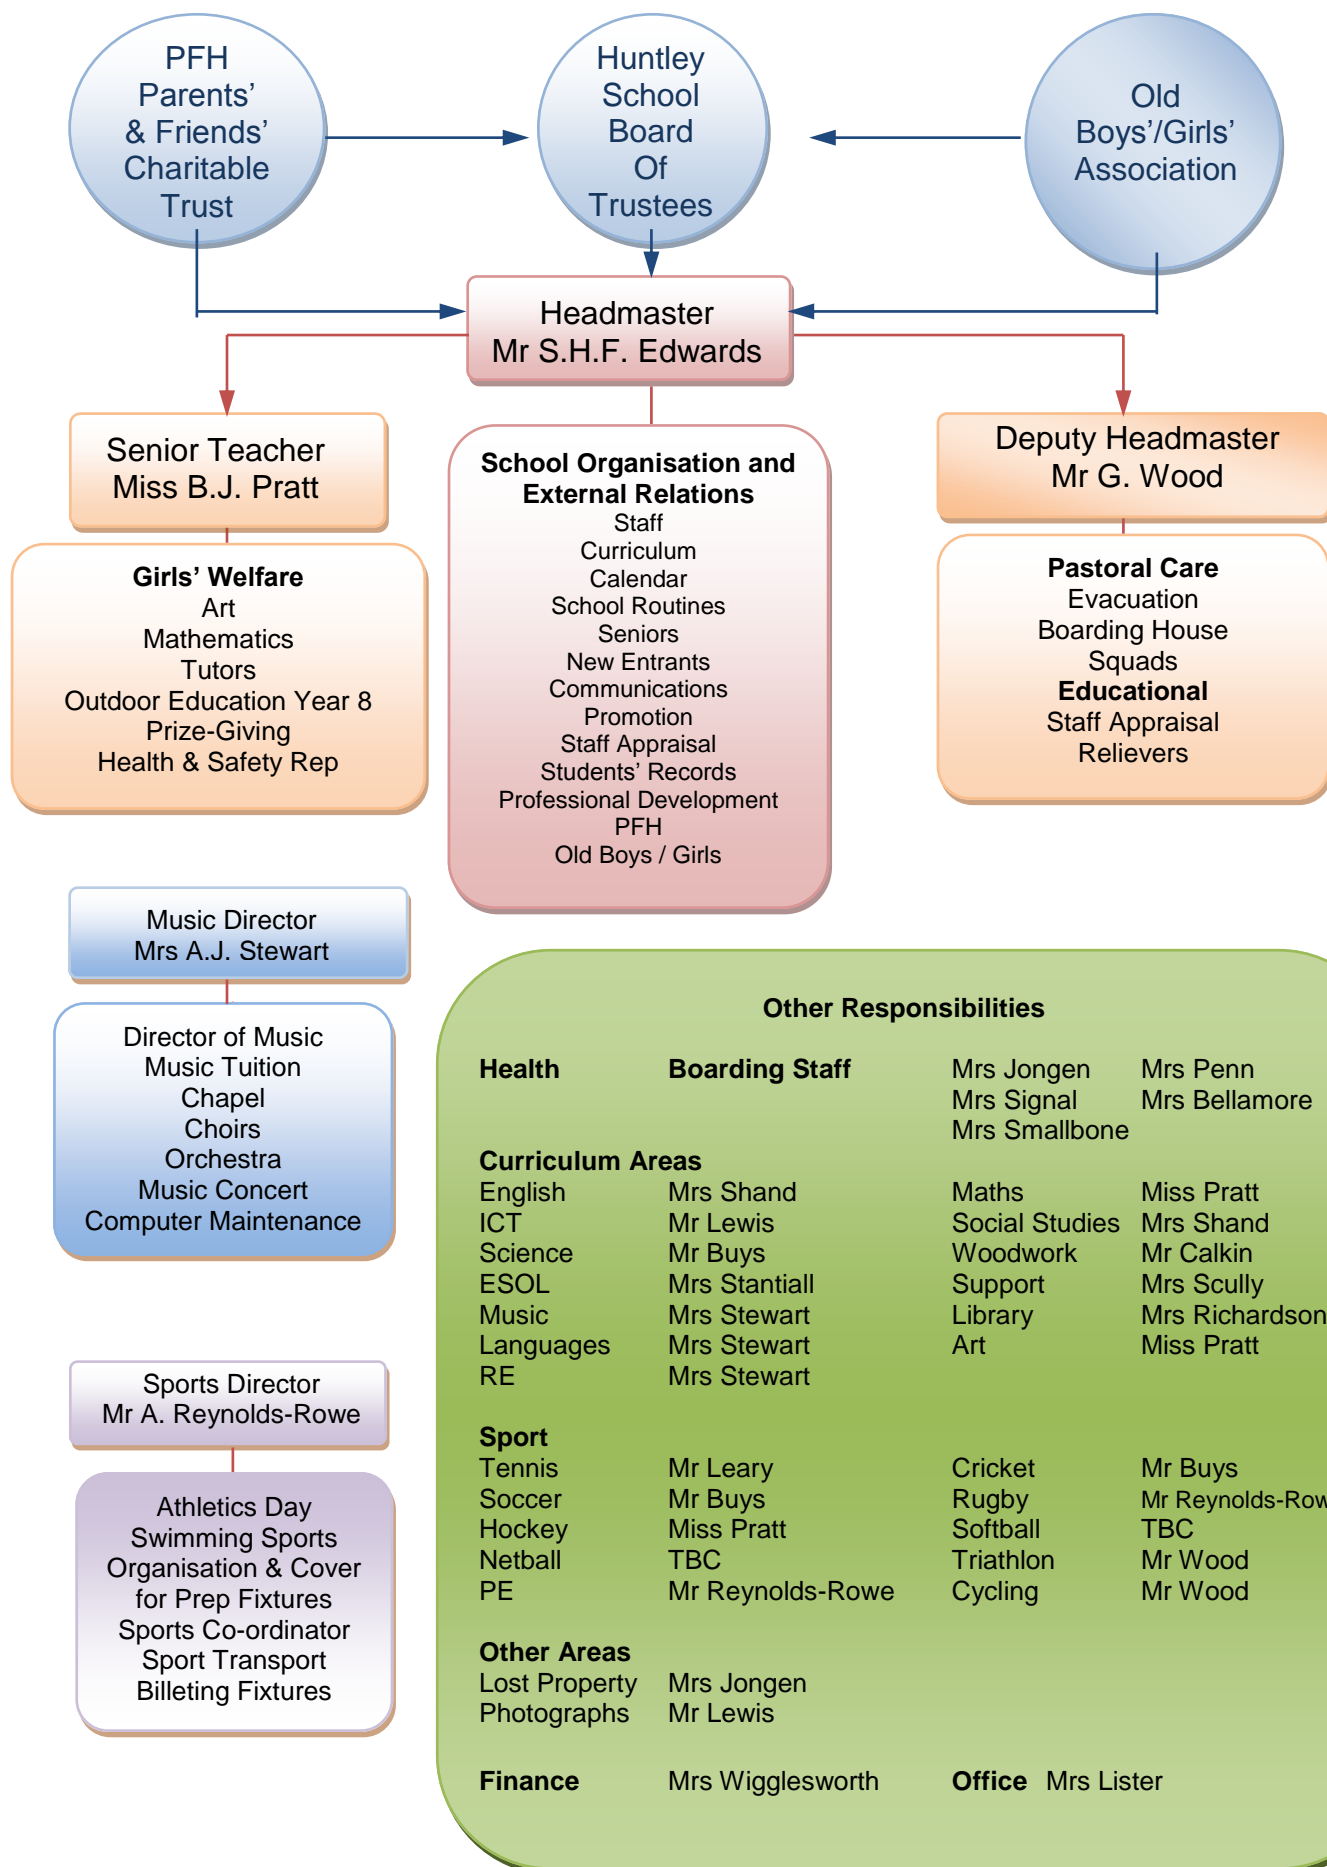 PFH
Parents’
& Friends’
Charitable
Trust
Huntley
School
Board
Of
Trustees
Old
Boys’/Girls’
Association
Headmaster
Mr S.H.F. Edwards
Senior Teacher
Miss B.J. Pratt
Girls’ Welfare
Art
Mathematics
Tutors
Outdoor Education Year 8
Prize-Giving
Health & Safety Rep
School Organisation and
External Relations
Staff
Curriculum
Calendar
School Routines
Seniors
New Entrants
Communications
Promotion
Staff Appraisal
Students’ Records
Professional Development
PFH
Old Boys / Girls
Deputy Headmaster
Mr G. Wood
Pastoral Care
Evacuation
Boarding House
Squads
Educational
Staff Appraisal
Relievers
Music Director
Mrs A.J. Stewart
Director of Music
Music Tuition
Chapel
Choirs
Orchestra
Music Concert
Computer Maintenance
Sports Director
Mr A. Reynolds-Rowe
Athletics Day
Swimming Sports
Organisation & Cover
for Prep Fixtures
Sports Co-ordinator
Sport Transport
Billeting Fixtures
Other Responsibilities
Health Boarding Staff Mrs Jongen Mrs Penn
Mrs Signal Mrs Bellamore
Mrs Smallbone
Curriculum Areas
English Mrs Shand Maths Miss Pratt
ICT Mr Lewis Social Studies Mrs Shand
Science Mr Buys Woodwork Mr Calkin
ESOL Mrs Stantiall Support Mrs Scully
Music Mrs Stewart Library Mrs Richardson
Languages Mrs Stewart Art Miss Pratt
RE Mrs Stewart
Sport
Tennis Mr Leary Cricket Mr Buys
Soccer Mr Buys Rugby Mr Reynolds-Row
Hockey Miss Pratt Softball TBC
Netball TBC Triathlon Mr Wood
PE Mr Reynolds-Rowe Cycling Mr Wood
Other Areas
Lost Property Mrs Jongen
Photographs Mr Lewis
Finance Mrs Wigglesworth Office Mrs Lister